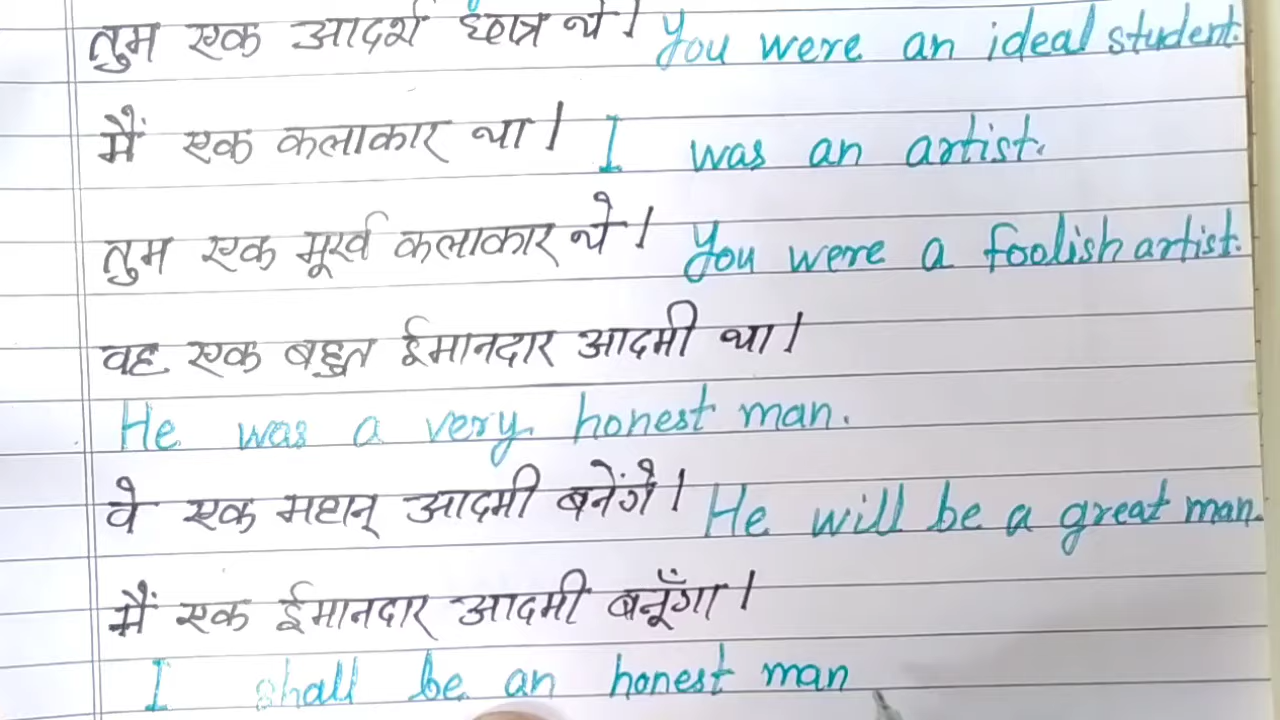 तुम एक आदर्श छात्र थे। You were an ideal student.
मैं एक कलाकार था। I was an artist.
तुम एक मूर्ख कलाकार थे। You were a foolish artist.
वह एक बहुत ईमानदार आदमी था।
He was a very honest man.
वे एक महान् आदमी बनेंगे। He will be a great man.
मैं एक ईमानदार आदमी बनूँगा।
I shall be an honest man